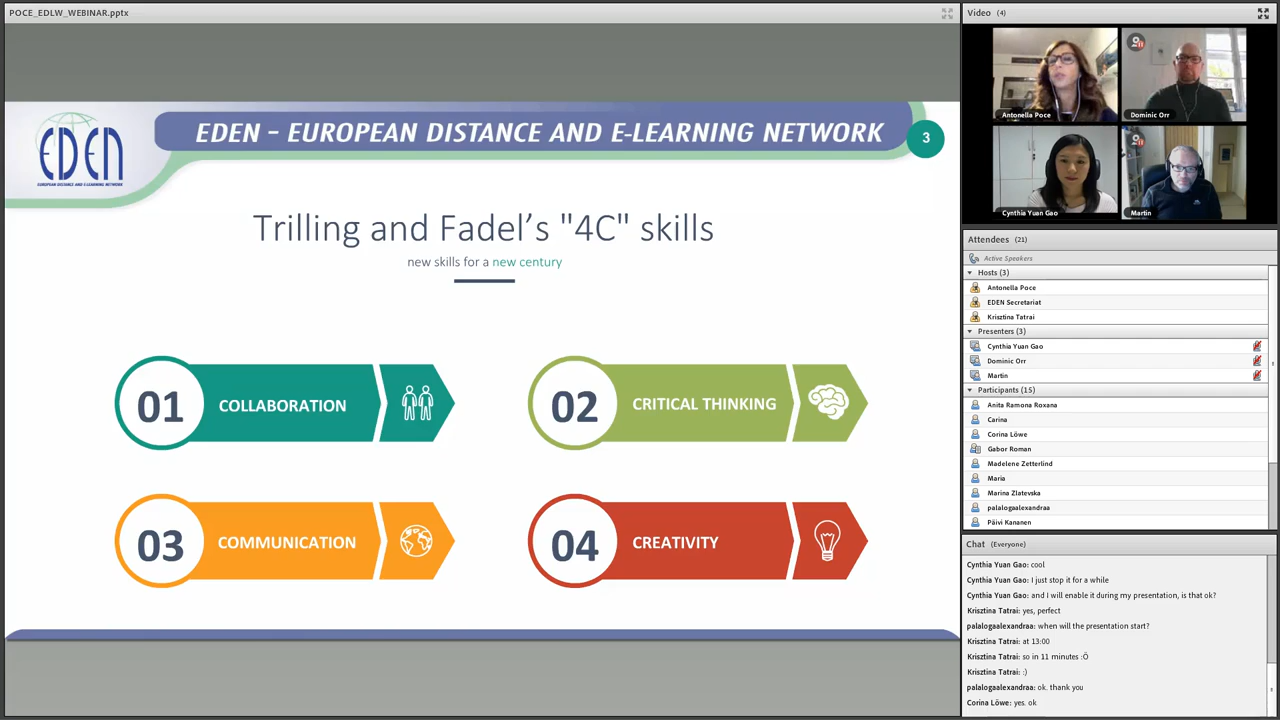 POCE_EDLW_WEBINAR.pptx
EDEN
EUROPEAN DISTANCE AND E-LEARNING NETWORK
EDEN – EUROPEAN DISTANCE AND E-LEARNING NETWORK
3
Trilling and Fadel's "4C" skills
new skills for a new century
01 COLLABORATION
02 CRITICAL THINKING
03 COMMUNICATION
04 CREATIVITY
Video (4)
Antonella Poce
Dominic Orr
Cynthia Yuan Gao
Martin
Attendees (21)
Active Speakers
Hosts (3)
Antonella Poce
EDEN Secretariat
Krisztina Tatrai
Presenters (3)
Cynthia Yuan Gao
Dominic Orr
Martin
Participants (15)
Anita Ramona Roxana
Carina
Corina Löwe
Gabor Roman
Madelene Zetterlind
Maria
Marina Zlatevska
palalogaalexandraa
Päivi Kananen
Chat (Everyone)
Cynthia Yuan Gao: cool
Cynthia Yuan Gao: I just stop it for a while
Cynthia Yuan Gao: and I will enable it during my presentation, is that ok?
Krisztina Tatrai: yes, perfect
palalogaalexandraa: when will the presentation start?
Krisztina Tatrai: at 13:00
Krisztina Tatrai: so in 11 minutes :Ö
Krisztina Tatrai: :)
palalogaalexandraa: ok. thank you
Corina Löwe: yes. ok